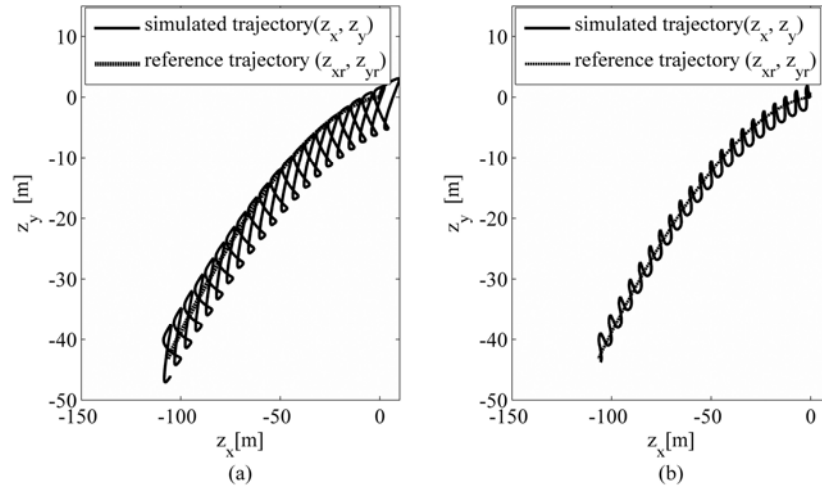 simulated trajectory(z_x, z_y)
reference trajectory (z_xr, z_yr)
10
0
-10
-20
-30
-40
-50
z_y [m]
-150
-100
-50
0
z_x[m]
(a)
simulated trajectory(z_x, z_y)
reference trajectory (z_xr, z_yr)
10
0
-10
-20
-30
-40
-50
z_y [m]
-150
-100
-50
0
z_x[m]
(b)